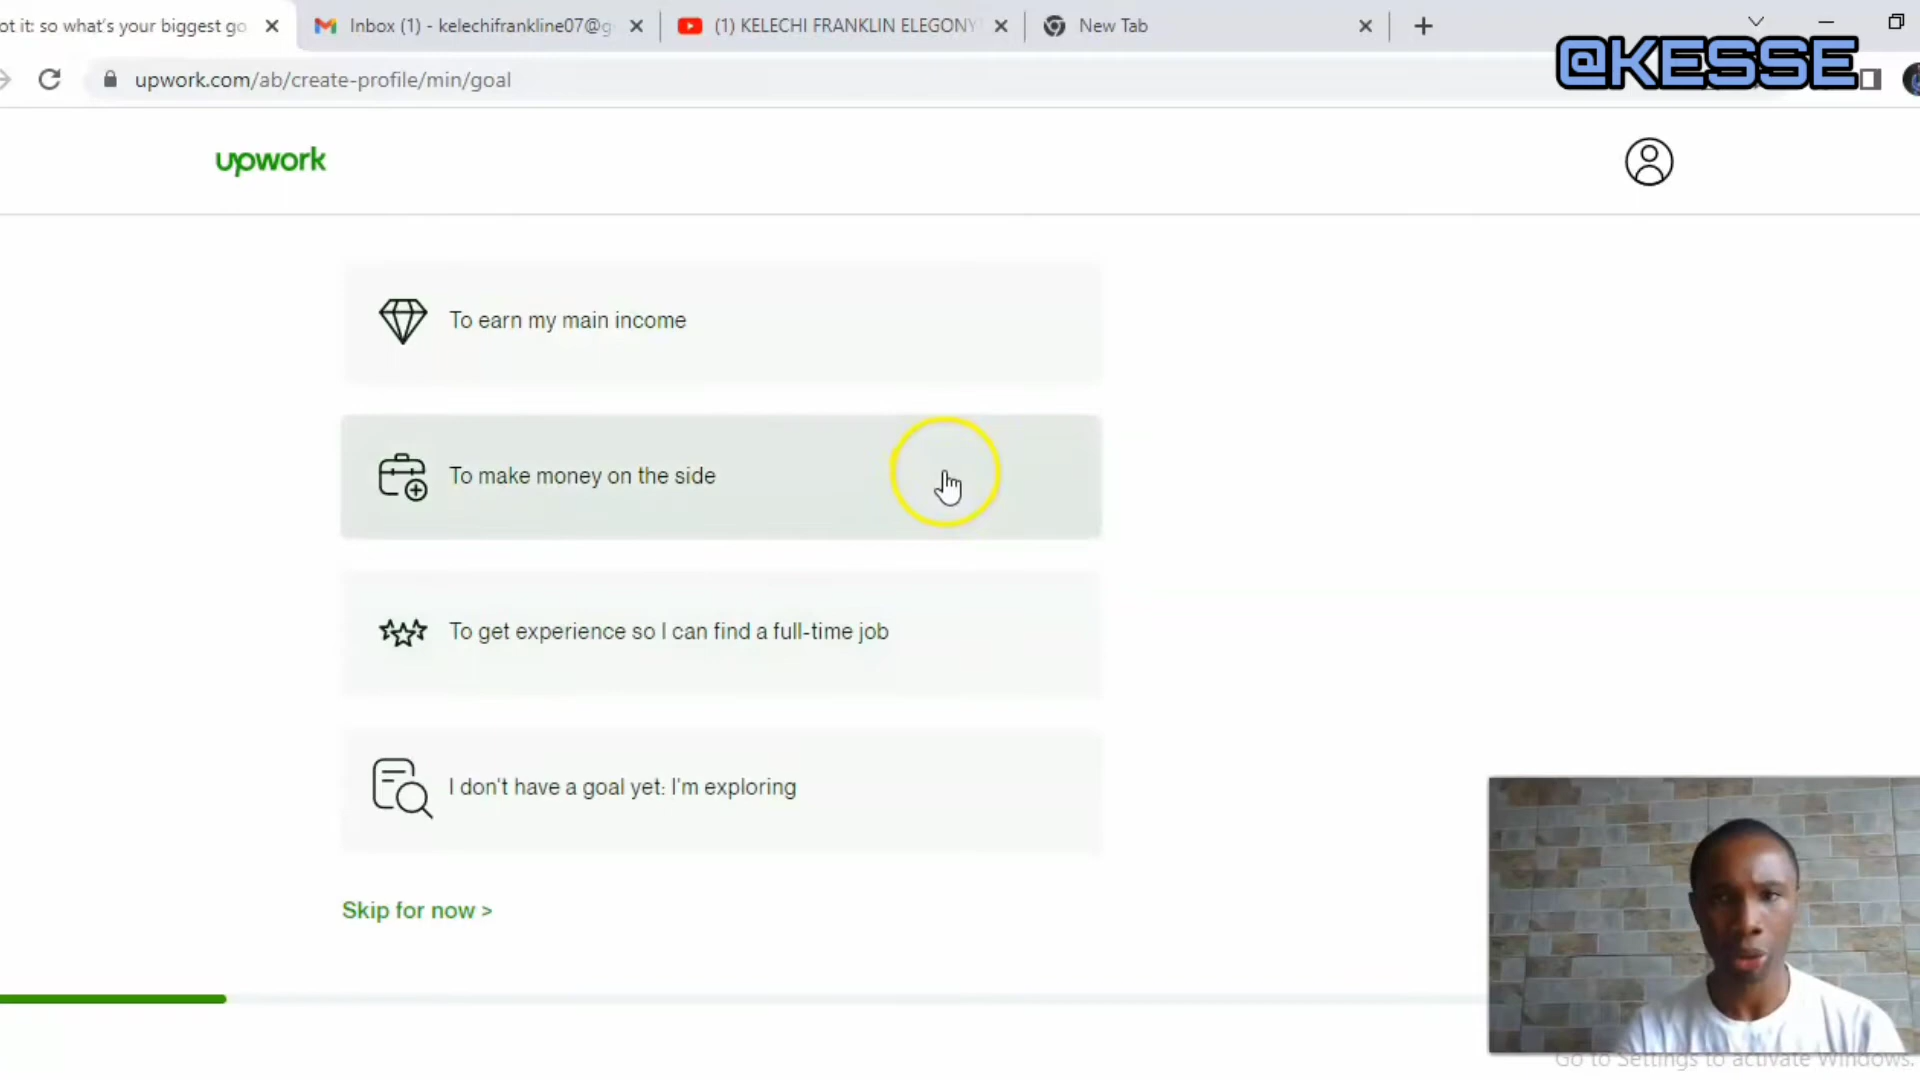 ot it: so what's your biggest go
Inbox (1) - kelechifrankline07@g
(1) KELECHI FRANKLIN ELEGONY
New Tab
upwork.com/ab/create-profile/min/goal
@KESSE
upwork
To earn my main income
To make money on the side
To get experience so I can find a full-time job
I don't have a goal yet: I'm exploring
Skip for now >
Go to Settings to activate Windows.